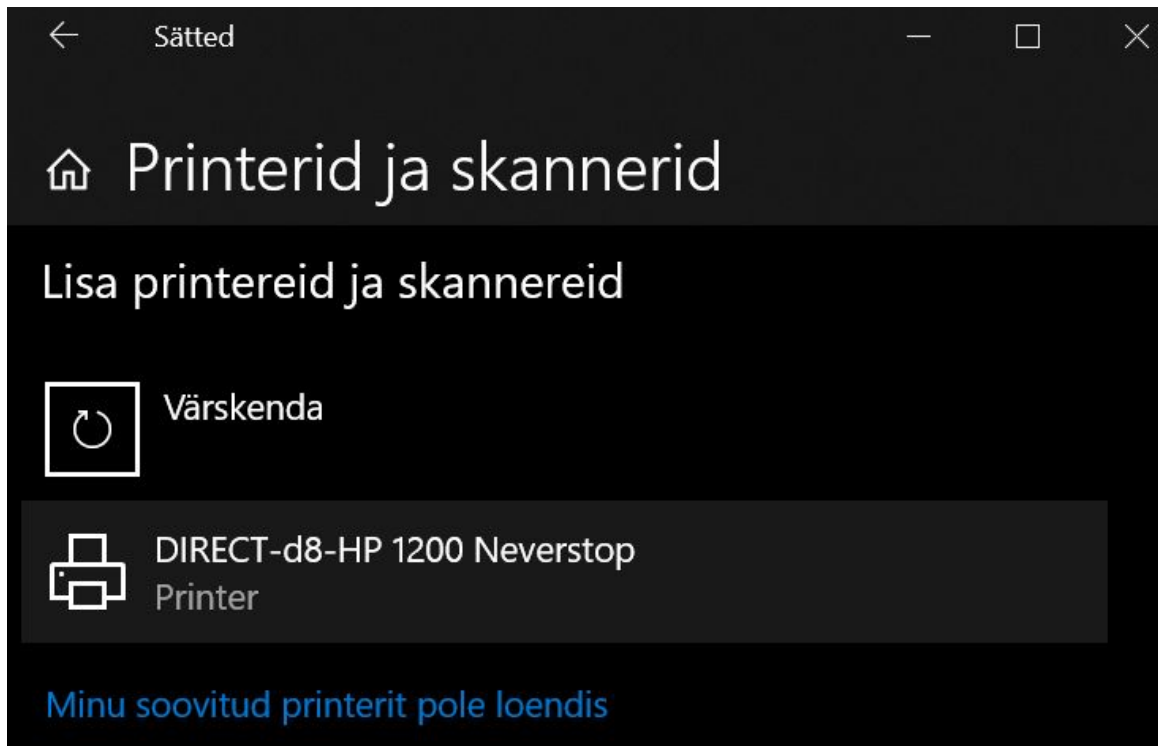 Sätted
Printerid ja skannerid
Lisa printereid ja skannereid
Värskenda
DIRECT-d8-HP 1200 Neverstop
Printer
Minu soovitud printerit pole loendis